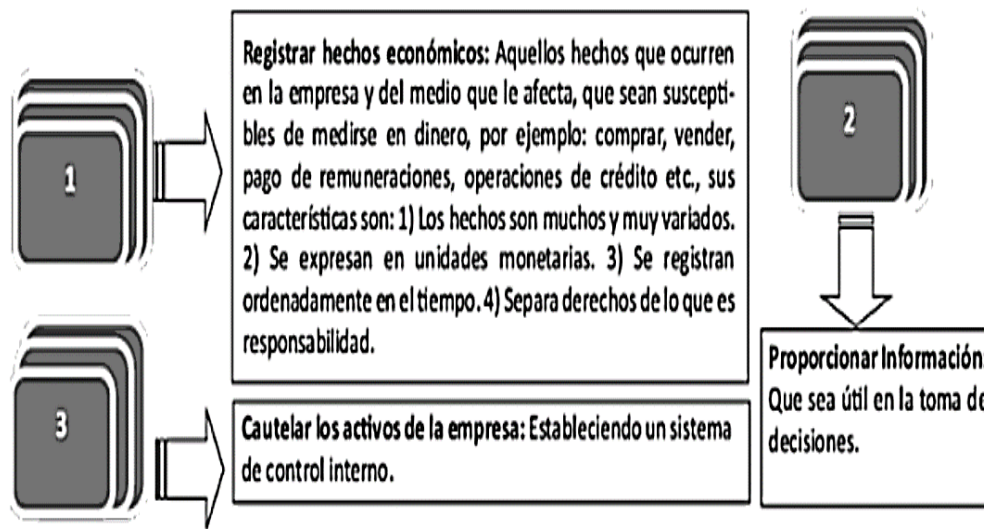 1
Registrar hechos económicos: Aquellos hechos que ocurren
en la empresa y del medio que le afecta, que sean suscepti-
bles de medirse en dinero, por ejemplo: comprar, vender,
pago de remuneraciones, operaciones de crédito etc., sus
características son: 1) Los hechos son muchos y muy variados.
2) Se expresan en unidades monetarias. 3) Se registran
ordenadamente en el tiempo. 4) Separa derechos de lo que es
responsabilidad.
2
Proporcionar Información:
Que sea útil en la toma de
decisiones.
3
Cautelar los activos de la empresa: Estableciendo un sistema
de control interno.